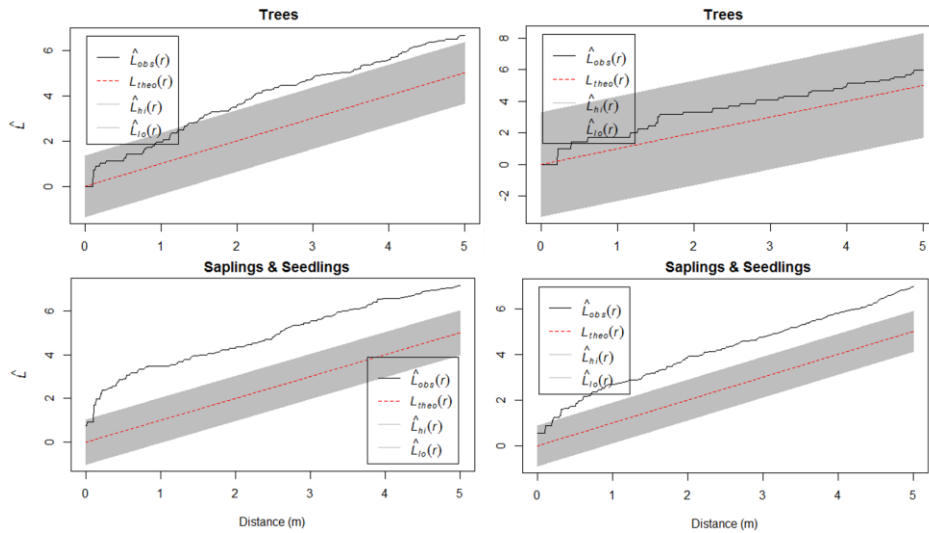 Trees
L̂
6
4
2
0
L̂obs(r)
Ltheo(r)
L̂hi(r)
L̂lo(r)
0 1 2 3 4 5
Trees
8
6
4
2
0
-2
L̂obs(r)
Ltheo(r)
L̂hi(r)
L̂lo(r)
0 1 2 3 4 5
Saplings & Seedlings
L̂
6
4
2
0
L̂obs(r)
Ltheo(r)
L̂hi(r)
L̂lo(r)
0 1 2 3 4 5
Distance (m)
Saplings & Seedlings
6
4
2
0
L̂obs(r)
Ltheo(r)
L̂hi(r)
L̂lo(r)
0 1 2 3 4 5
Distance (m)